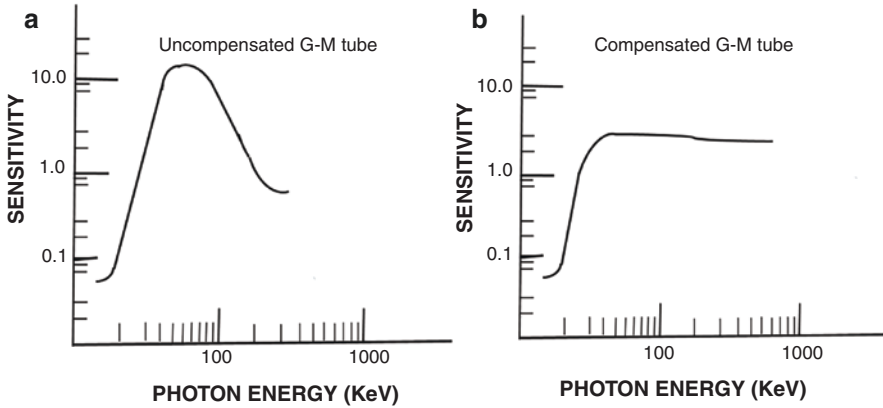 a
Uncompensated G-M tube
SENSITIVITY
10.0
1.0
0.1
100
1000
PHOTON ENERGY (KeV)
b
Compensated G-M tube
SENSITIVITY
10.0
1.0
0.1
100
1000
PHOTON ENERGY (KeV)